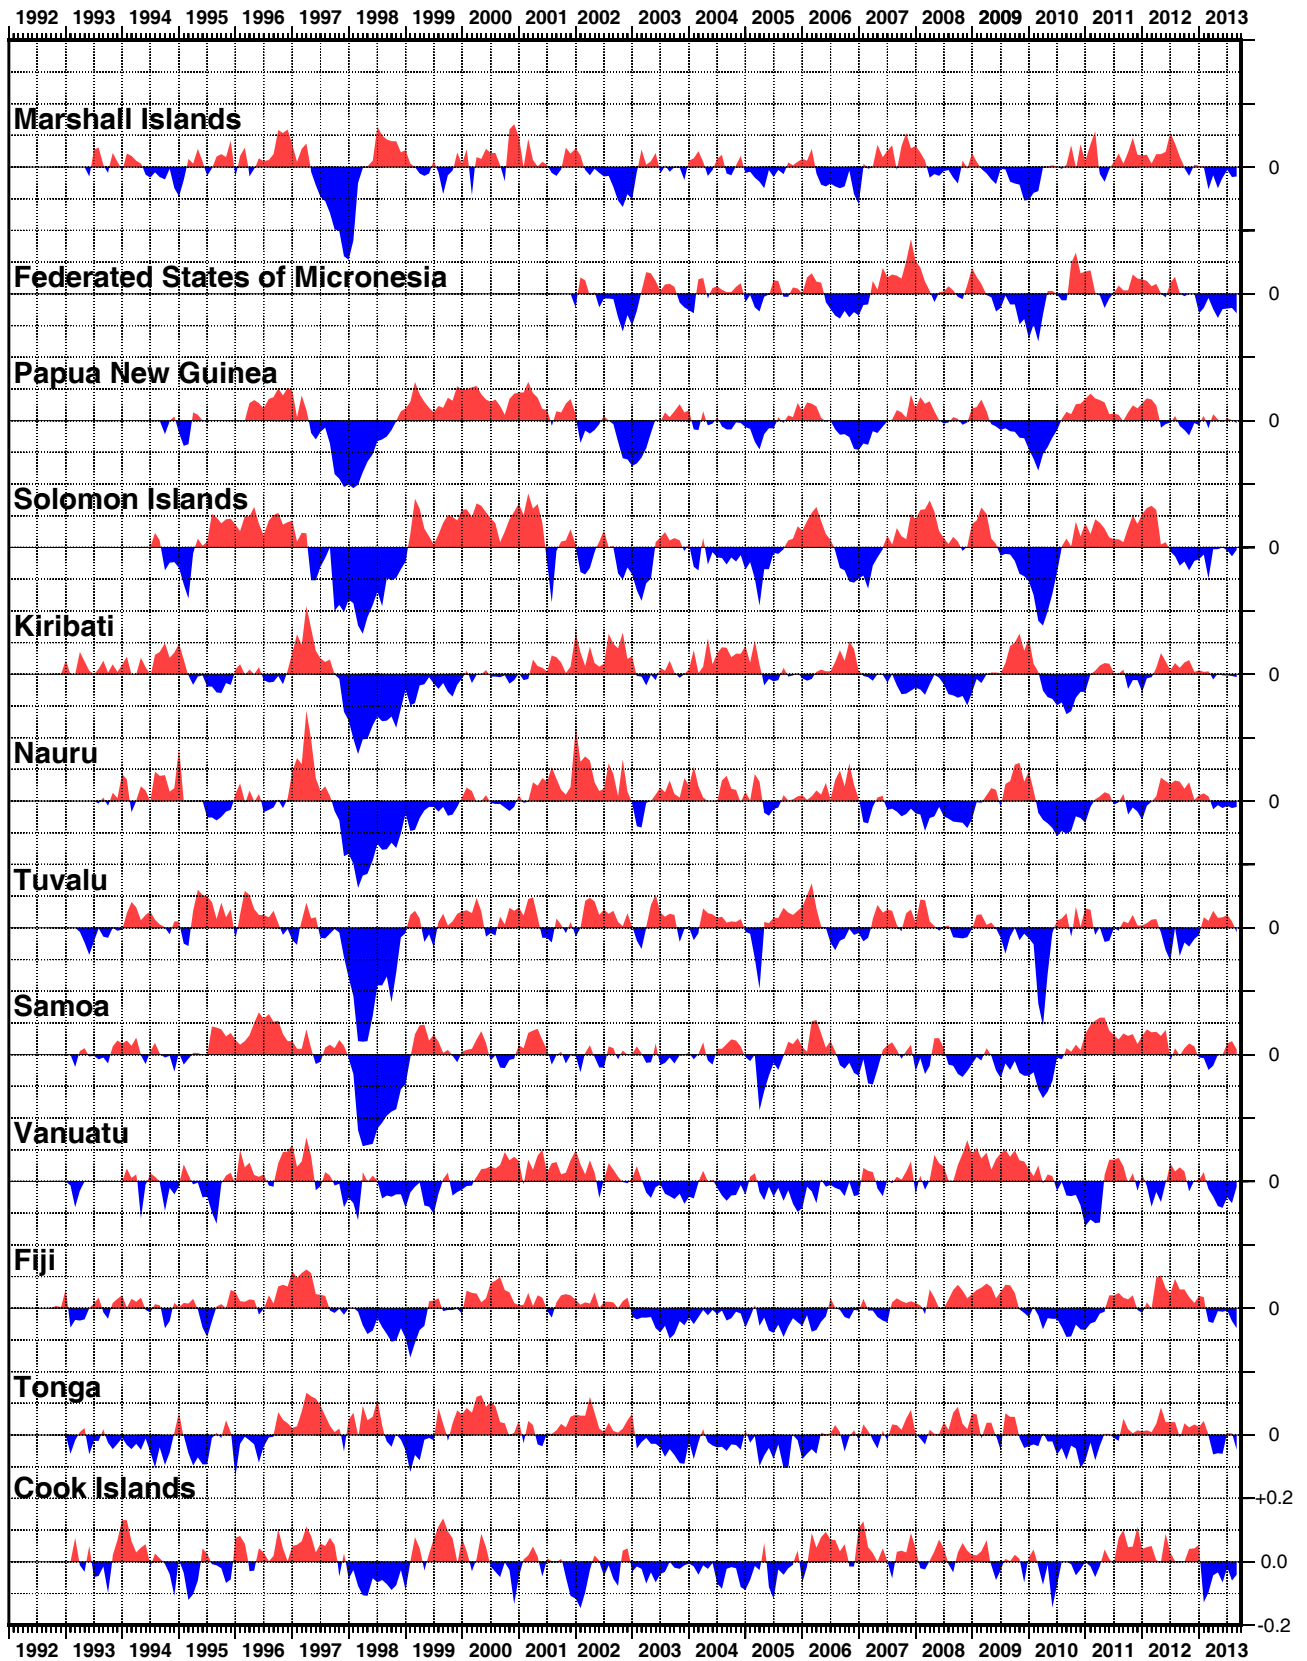 1992 1993 1994 1995 1996 1997 1998 1999 2000 2001 2002 2003 2004 2005 2006 2007 2008 2009 2010 2011 2012 2013
Marshall Islands
0
Federated States of Micronesia
0
Papua New Guinea
0
Solomon Islands
0
Kiribati
0
Nauru
0
Tuvalu
0
Samoa
0
Vanuatu
0
Fiji
0
Tonga
0
Cook Islands
+0.2
0.0
-0.2
1992 1993 1994 1995 1996 1997 1998 1999 2000 2001 2002 2003 2004 2005 2006 2007 2008 2009 2010 2011 2012 2013